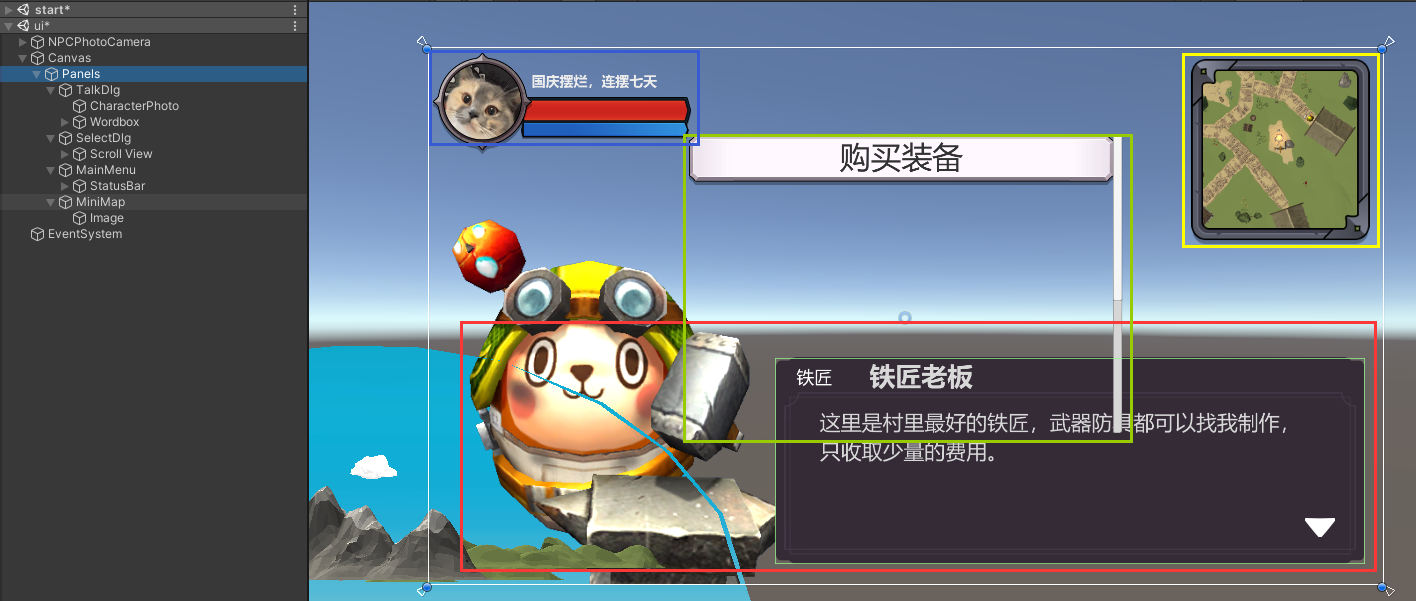 start*
ui*
NPCPhotoCamera
Canvas
Panels
TalkDlg
CharacterPhoto
Wordbox
SelectDlg
Scroll View
MainMenu
StatusBar
MiniMap
Image
EventSystem
国庆摆烂，连摆七天
购买装备
铁匠 铁匠老板
这里是村里最好的铁匠，武器防具都可以找我制作，
只收取少量的费用。